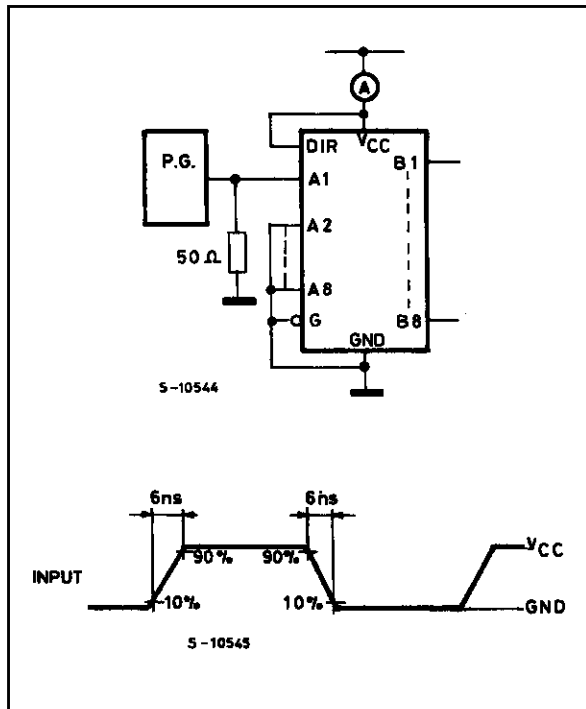 A
DIR
VCC
B1
P.G.
A1
A2
50 Ω
A8
G
B8
GND
S-10544
6ns
6ns
VCC
90%
90%
INPUT
10%
10%
GND
S-10545